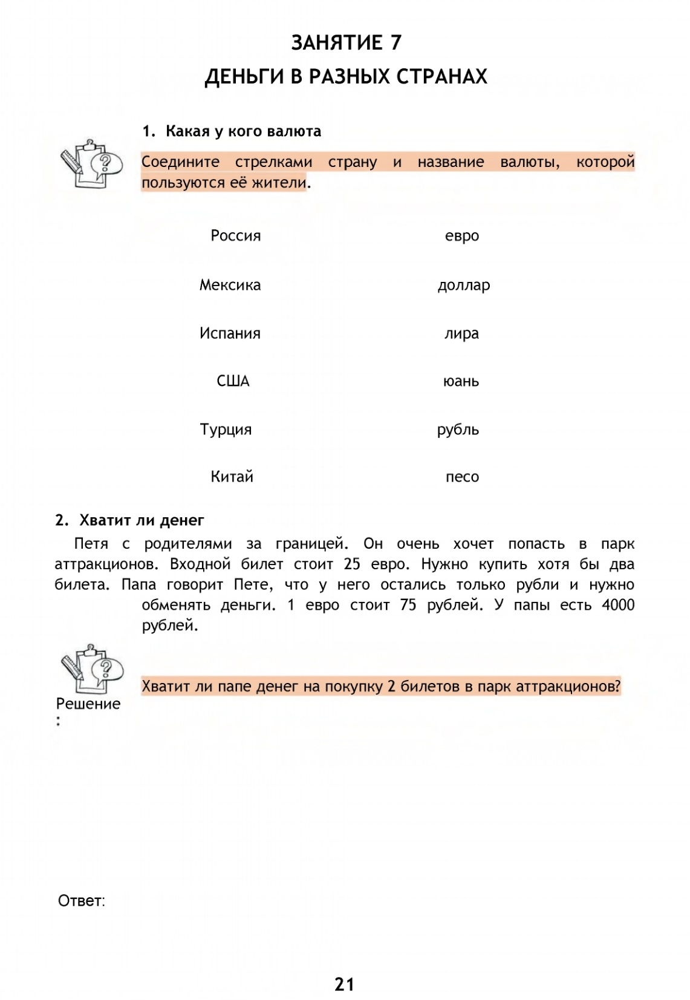 ЗАНЯТИЕ 7
ДЕНЬГИ В РАЗНЫХ СТРАНАХ
1. Какая у кого валюта
Соедините стрелками страну и название валюты, которой
пользуются её жители.
Россия евро
Мексика доллар
Испания лира
США юань
Турция рубль
Китай песо
2. Хватит ли денег
Петя с родителями за границей. Он очень хочет попасть в парк
аттракционов. Входной билет стоит 25 евро. Нужно купить хотя бы два
билета. Папа говорит Пете, что у него остались только рубли и нужно
обменять деньги. 1 евро стоит 75 рублей. У папы есть 4000
рублей.
Хватит ли папе денег на покупку 2 билетов в парк аттракционов?
Решение
:
Ответ:
21